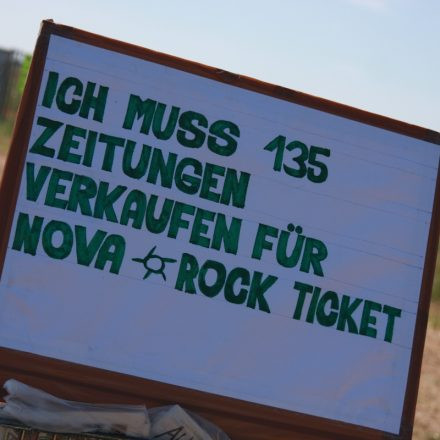 ICH MUSS 135
ZEITUNGEN
VERKAUFEN FÜR
NOVA ROCK TICKET